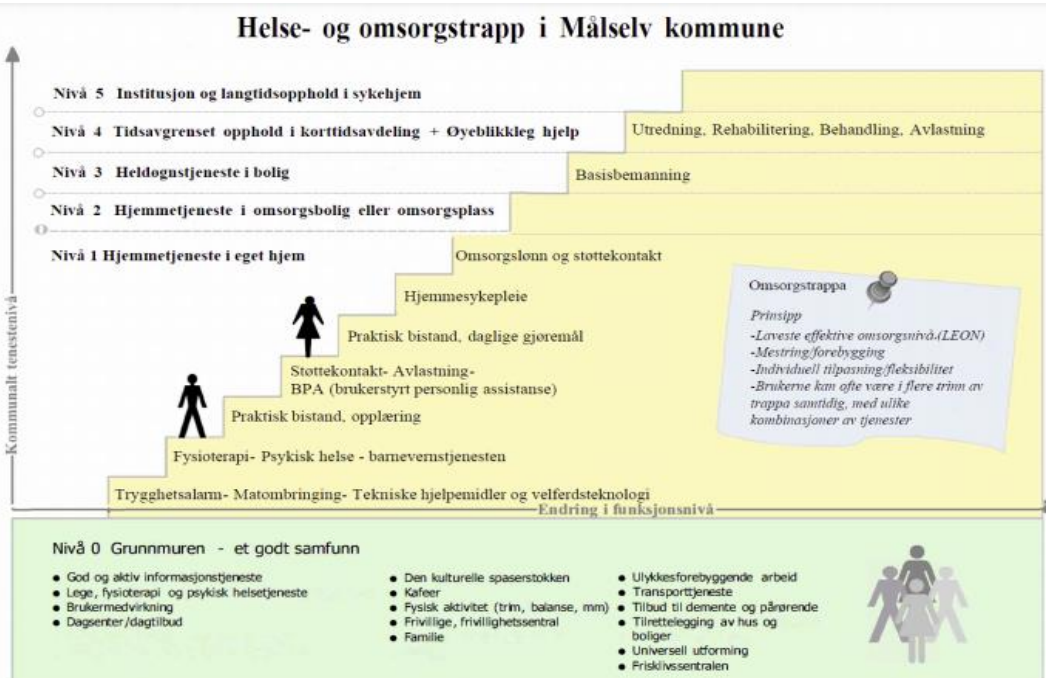 Helse- og omsorgstrapp i Målselv kommune
Kommunalt tenestenivå
Nivå 5 Institusjon og langtidsopphold i sykehjem
Nivå 4 Tidsavgrenset opphold i korttidsavdeling + Øyeblikkleg hjelp
Utredning, Rehabilitering, Behandling, Avlastning
Nivå 3 Heldøgnstjeneste i bolig
Basisbemanning
Nivå 2 Hjemmetjeneste i omsorgsbolig eller omsorgsplass
Nivå 1 Hjemmetjeneste i eget hjem
Omsorgslønn og støttekontakt
Hjemmesykepleie
Praktisk bistand, daglige gjøremål
Støttekontakt- Avlastning-
BPA (brukerstyrt personlig assistanse)
Praktisk bistand, opplæring
Fysioterapi- Psykisk helse - barnevernstjenesten
Trygghetsalarm- Matombringing- Tekniske hjelpemidler og velferdsteknologi
Endring i funksjonsnivå
Omsorgstrappa
Prinsipp
-Laveste effektive omsorgsnivå.(LEON)
-Mestring/forebygging
-Individuell tilpasning/fleksibilitet
-Brukerne kan ofte være i flere trinn av
trappa samtidig, med ulike
kombinasjoner av tjenester
Nivå 0 Grunnmuren - et godt samfunn
● God og aktiv informasjonstjeneste
● Lege, fysioterapi og psykisk helsetjeneste
● Brukermedvirkning
● Dagsenter/dagtilbud
● Den kulturelle spaserstokken
● Kafeer
● Fysisk aktivitet (trim, balanse, mm)
● Frivillige, frivillighetssentral
● Familie
● Ulykkesforebyggende arbeid
● Transporttjeneste
● Tilbud til demente og pårørende
● Tilrettelegging av hus og
boliger
● Universell utforming
● Frisklivssentralen